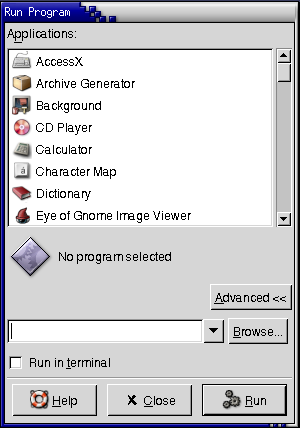 Run Program
Applications:
AccessX
Archive Generator
Background
CD Player
Calculator
Character Map
Dictionary
Eye of Gnome Image Viewer
No program selected
Advanced <<
Browse...
Run in terminal
Help
Close
Run